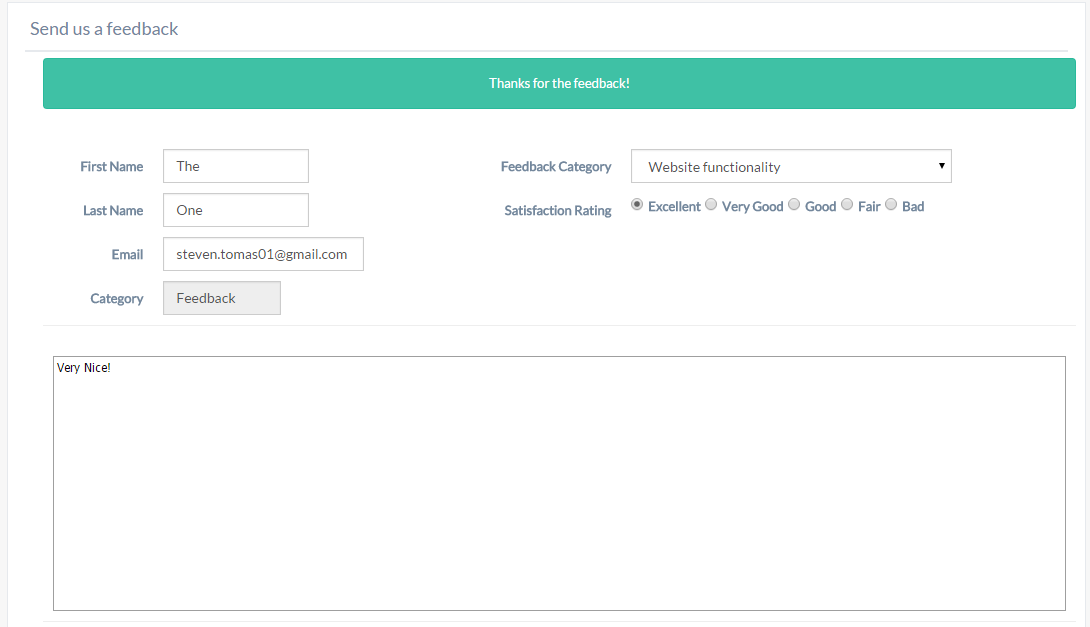 Send us a feedback
Thanks for the feedback!
First Name The
Feedback Category Website functionality
Last Name One
Satisfaction Rating Excellent Very Good Good Fair Bad
Email steven.tomas01@gmail.com
Category Feedback
Very Nice!